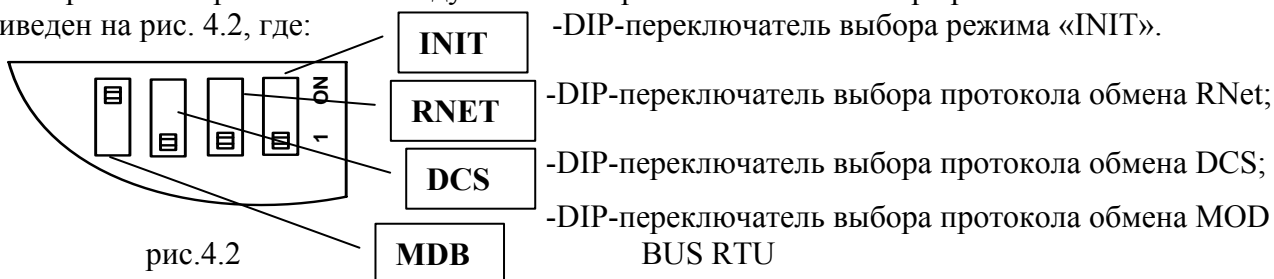 иведен на рис. 4.2, где:
INIT -DIP-переключатель выбора режима «INIT».
ON
1
RNET -DIP-переключатель выбора протокола обмена RNet;
DCS -DIP-переключатель выбора протокола обмена DCS;
MDB -DIP-переключатель выбора протокола обмена MOD
BUS RTU
рис.4.2